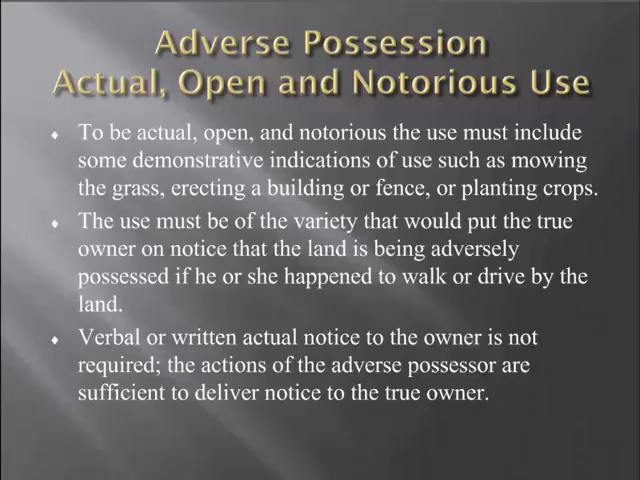 Adverse Possession
Actual, Open and Notorious Use
To be actual, open, and notorious the use must include
some demonstrative indications of use such as mowing
the grass, erecting a building or fence, or planting crops.
The use must be of the variety that would put the true
owner on notice that the land is being adversely
possessed if he or she happened to walk or drive by the
land.
Verbal or written actual notice to the owner is not
required; the actions of the adverse possessor are
sufficient to deliver notice to the true owner.